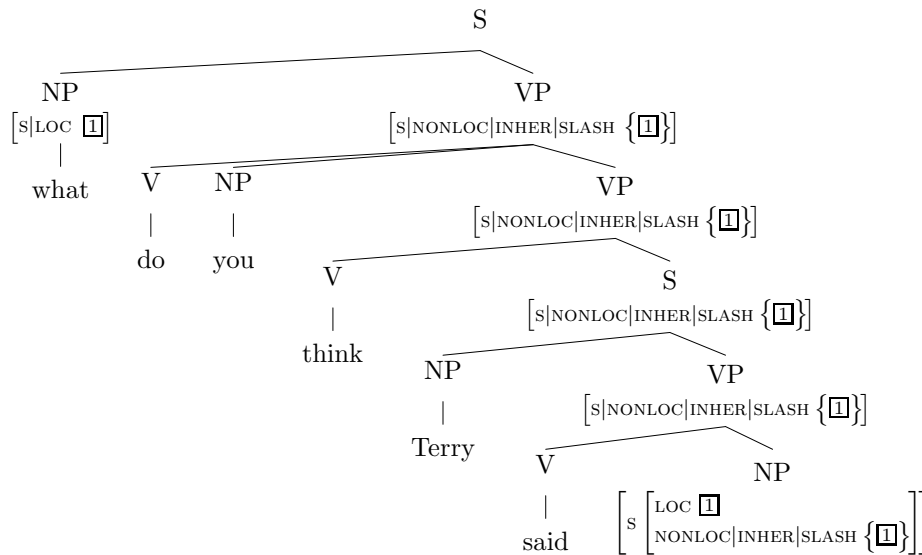 S
NP VP
[S|LOC 1] [S|NONLOC|INHER|SLASH {1}]
what V NP VP
[S|NONLOC|INHER|SLASH {1}]
do you V S
[S|NONLOC|INHER|SLASH {1}]
think NP VP
[S|NONLOC|INHER|SLASH {1}]
Terry V NP
[S [LOC 1
NONLOC|INHER|SLASH {1}]]
said